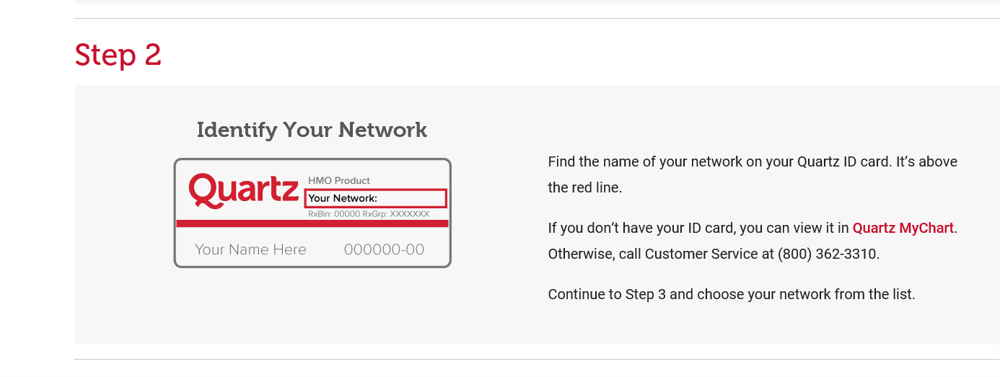 Step 2
Identify Your Network
Quartz
HMO Product
Your Network:
RxBin: 00000 RxGrp: XXXXXXX
Your Name Here 000000-00
Find the name of your network on your Quartz ID card. It’s above
the red line.
If you don’t have your ID card, you can view it in Quartz MyChart.
Otherwise, call Customer Service at (800) 362-3310.
Continue to Step 3 and choose your network from the list.